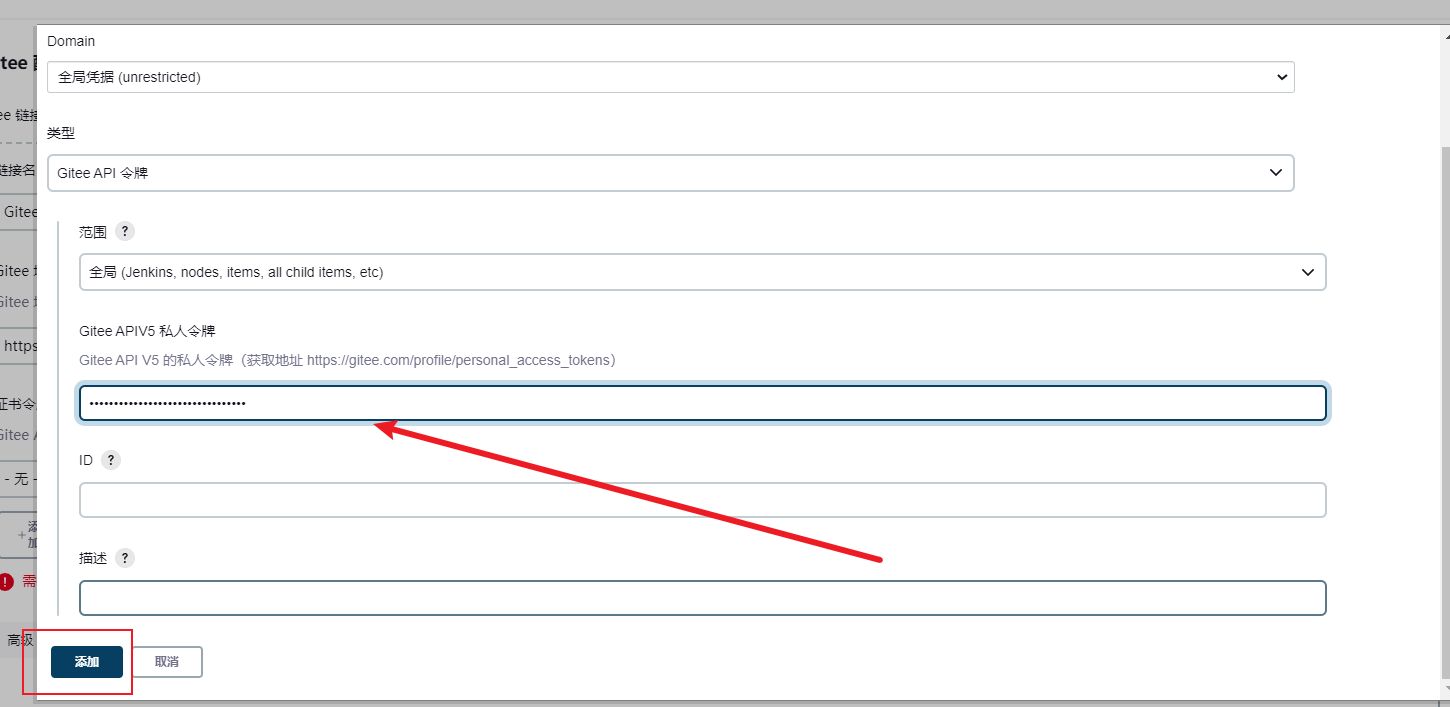 Domain
全局凭据 (unrestricted)
类型
Gitee API 令牌
范围 ?
全局 (Jenkins, nodes, items, all child items, etc)
Gitee APIV5 私人令牌
Gitee API V5 的私人令牌（获取地址 https://gitee.com/profile/personal_access_tokens）
••••••••••••••••••••••••••••••••
ID ?
描述 ?
添加
取消
tee
ee 链接
链接名
Gitee
Gitee
Gitee
https
证书令
Gitee
- 无 -
+ 添
加
! 需
高级